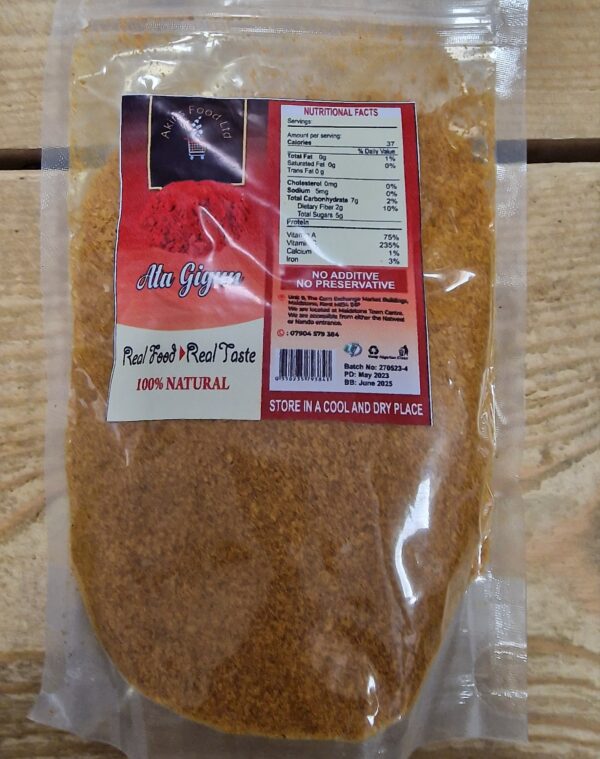 Food Ltd
Ata Gigun
Real Food Real Taste
100% NATURAL
NUTRITIONAL FACTS
Servings:
Amount per serving:
Calories 37
% Daily Value
Total Fat 0g 1%
Saturated Fat 0g 0%
Trans Fat 0 g
Cholesterol 0mg 0%
Sodium 5mg 0%
Total Carbohydrate 7g 2%
Dietary Fiber 2g 10%
Total Sugars 5g
Protein
Vitamin A 75%
Vitamin C 235%
Calcium 1%
Iron 3%
NO ADDITIVE
NO PRESERVATIVE
Unit 9, The Corn Exchange Market Buildings,
Maidstone, Kent
We are located at Maidstone Town Centre.
We are accessible from either the Natwest
or Nando entrance.
: 07904 579 384
Batch No: 270523-4
PD: May 2023
BB: June 2025
STORE IN A COOL AND DRY PLACE